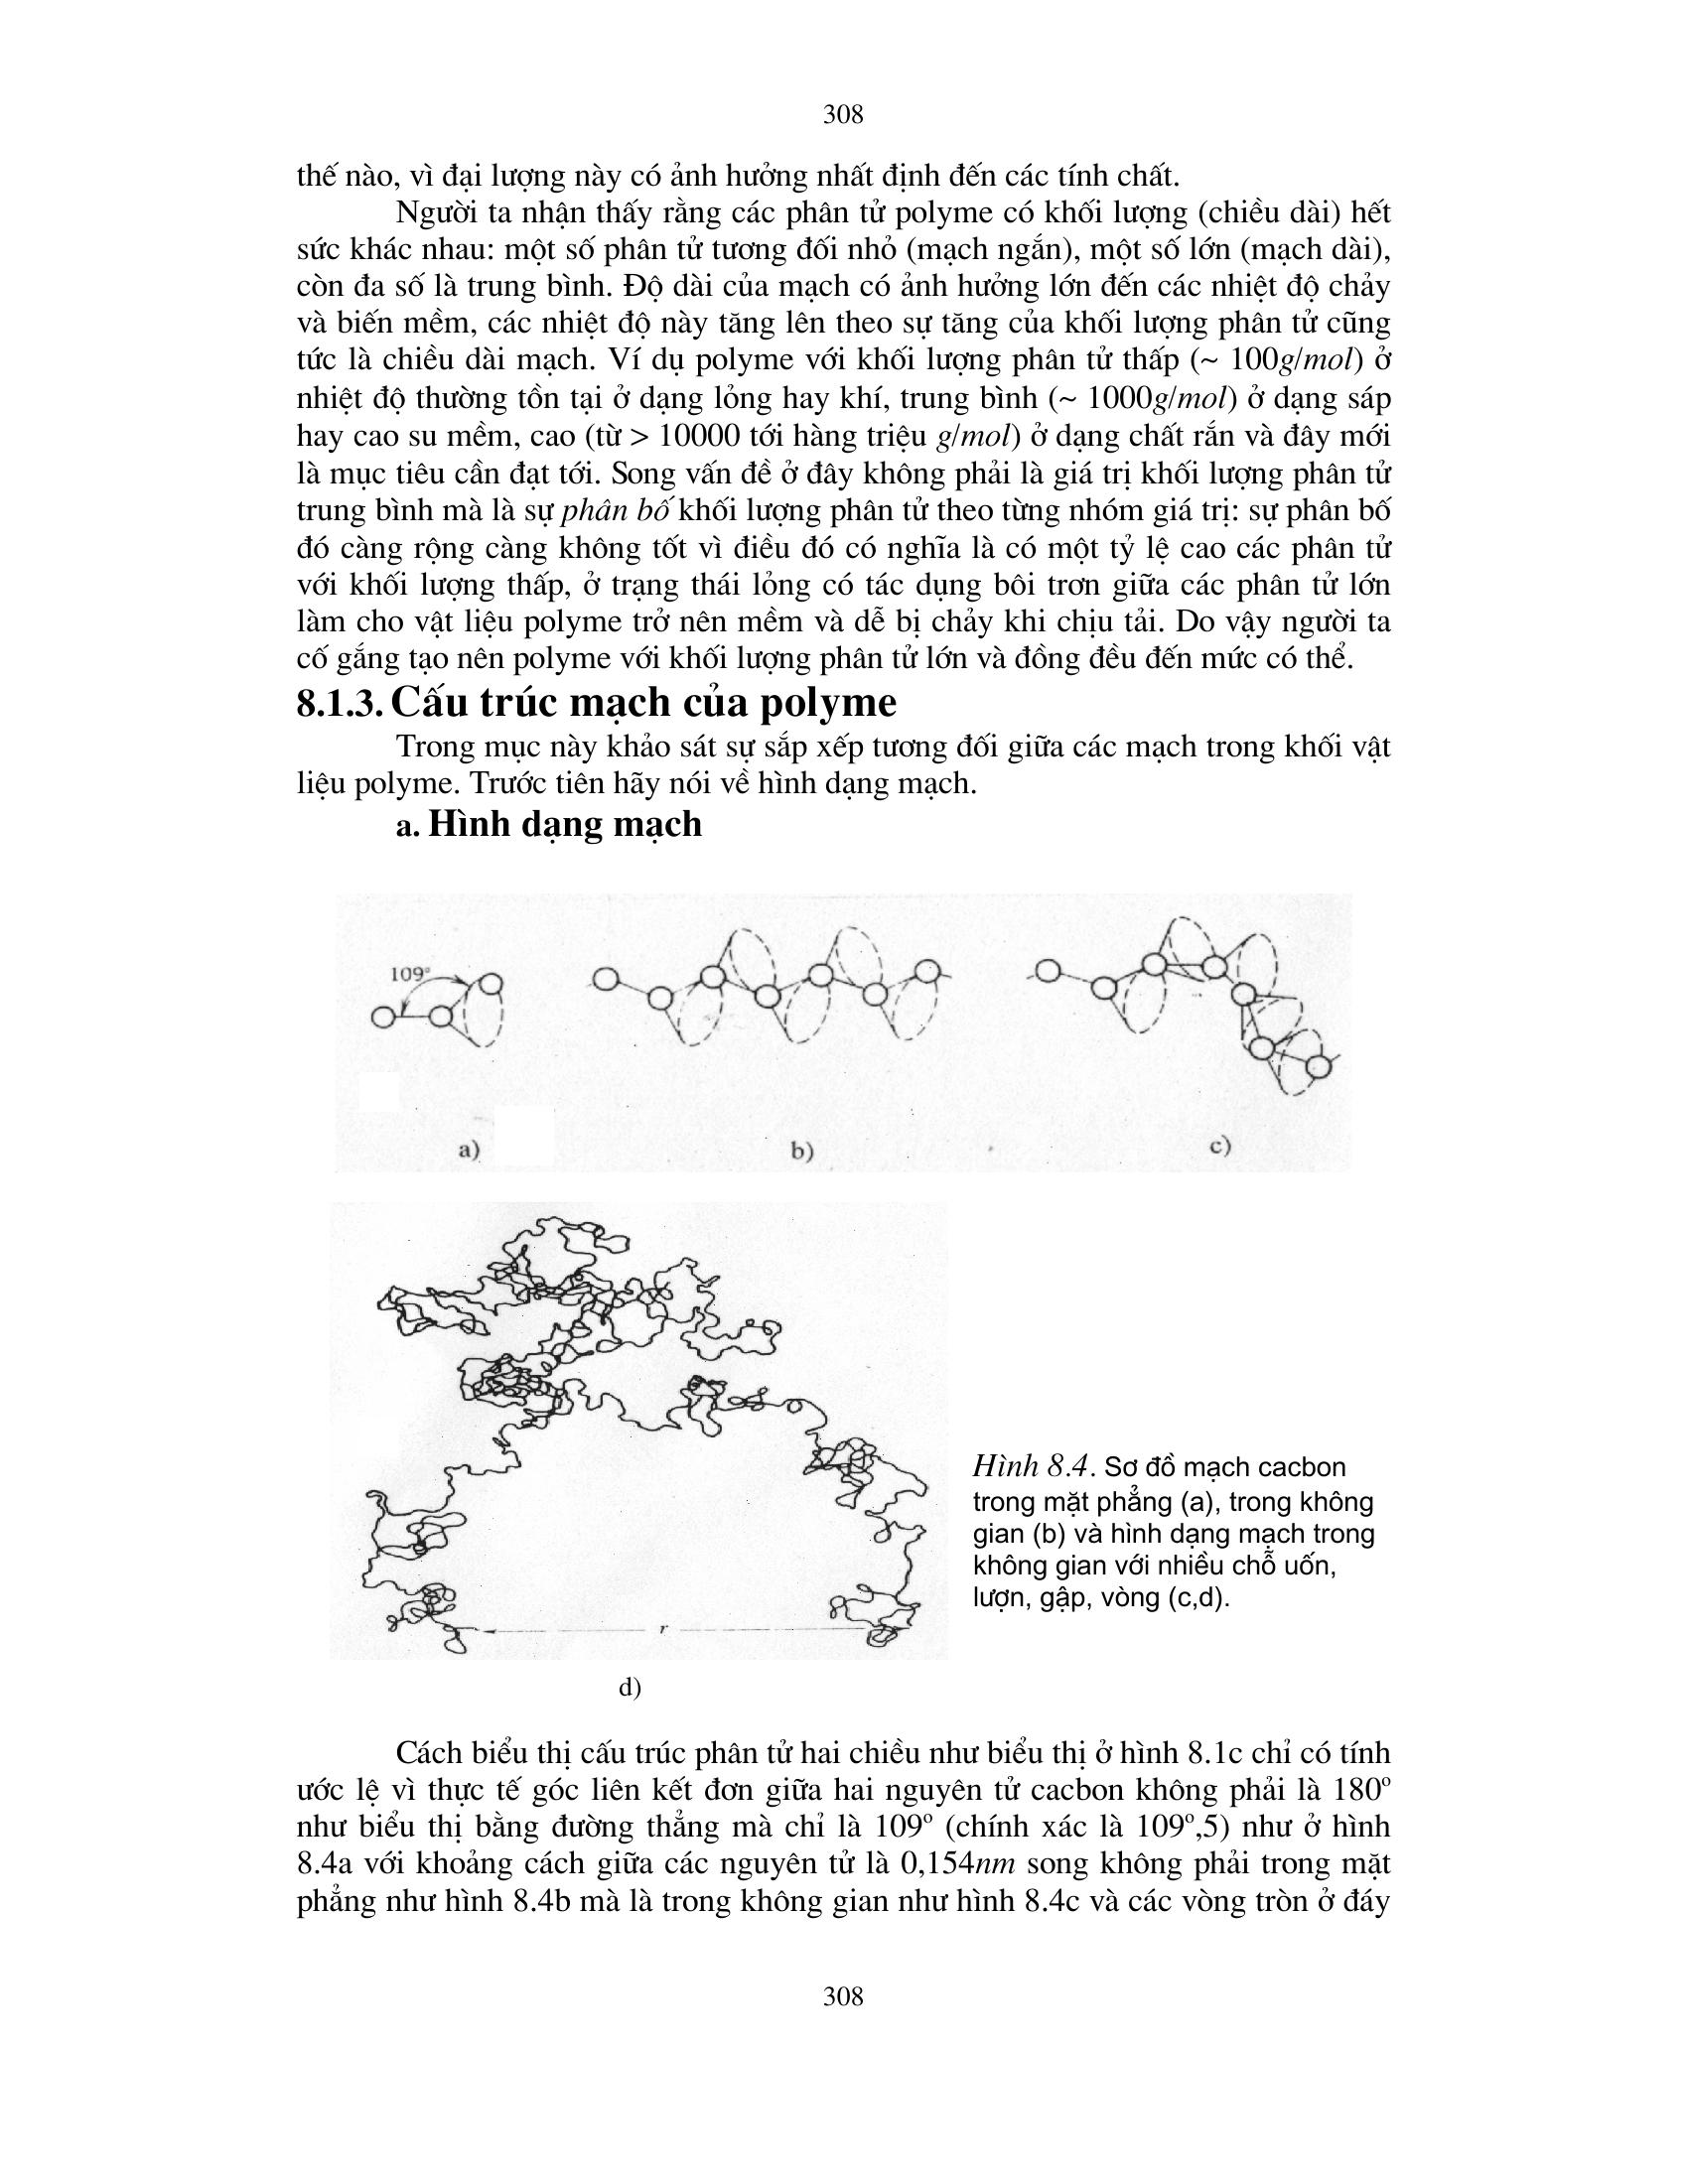 308
thế nào, vì đại lượng này có ảnh hưởng nhất định đến các tính chất.
Người ta nhận thấy rằng các phân tử polyme có khối lượng (chiều dài) hết
sức khác nhau: một số phân tử tương đối nhỏ (mạch ngắn), một số lớn (mạch dài),
còn đa số là trung bình. Độ dài của mạch có ảnh hưởng lớn đến các nhiệt độ chảy
và biến mềm, các nhiệt độ này tăng lên theo sự tăng của khối lượng phân tử cũng
tức là chiều dài mạch. Ví dụ polyme với khối lượng phân tử thấp (~ 100g/mol) ở
nhiệt độ thường tồn tại ở dạng lỏng hay khí, trung bình (~ 1000g/mol) ở dạng sáp
hay cao su mềm, cao (từ > 10000 tới hàng triệu g/mol) ở dạng chất rắn và đây mới
là mục tiêu cần đạt tới. Song vấn đề ở đây không phải là giá trị khối lượng phân tử
trung bình mà là sự phân bố khối lượng phân tử theo từng nhóm giá trị: sự phân bố
đó càng rộng càng không tốt vì điều đó có nghĩa là có một tỷ lệ cao các phân tử
với khối lượng thấp, ở trạng thái lỏng có tác dụng bôi trơn giữa các phân tử lớn
làm cho vật liệu polyme trở nên mềm và dễ bị chảy khi chịu tải. Do vậy người ta
cố gắng tạo nên polyme với khối lượng phân tử lớn và đồng đều đến mức có thể.
8.1.3. Cấu trúc mạch của polyme
Trong mục này khảo sát sự sắp xếp tương đối giữa các mạch trong khối vật
liệu polyme. Trước tiên hãy nói về hình dạng mạch.
a. Hình dạng mạch
109°
a)
b)
c)
r
d)
Hình 8.4. Sơ đồ mạch cacbon
trong mặt phẳng (a), trong không
gian (b) và hình dạng mạch trong
không gian với nhiều chỗ uốn,
lượn, gập, vòng (c,d).
Cách biểu thị cấu trúc phân tử hai chiều như biểu thị ở hình 8.1c chỉ có tính
ước lệ vì thực tế góc liên kết đơn giữa hai nguyên tử cacbon không phải là 180º
như biểu thị bằng đường thẳng mà chỉ là 109º (chính xác là 109º,5) như ở hình
8.4a với khoảng cách giữa các nguyên tử là 0,154nm song không phải trong mặt
phẳng như hình 8.4b mà là trong không gian như hình 8.4c và các vòng tròn ở đáy
308